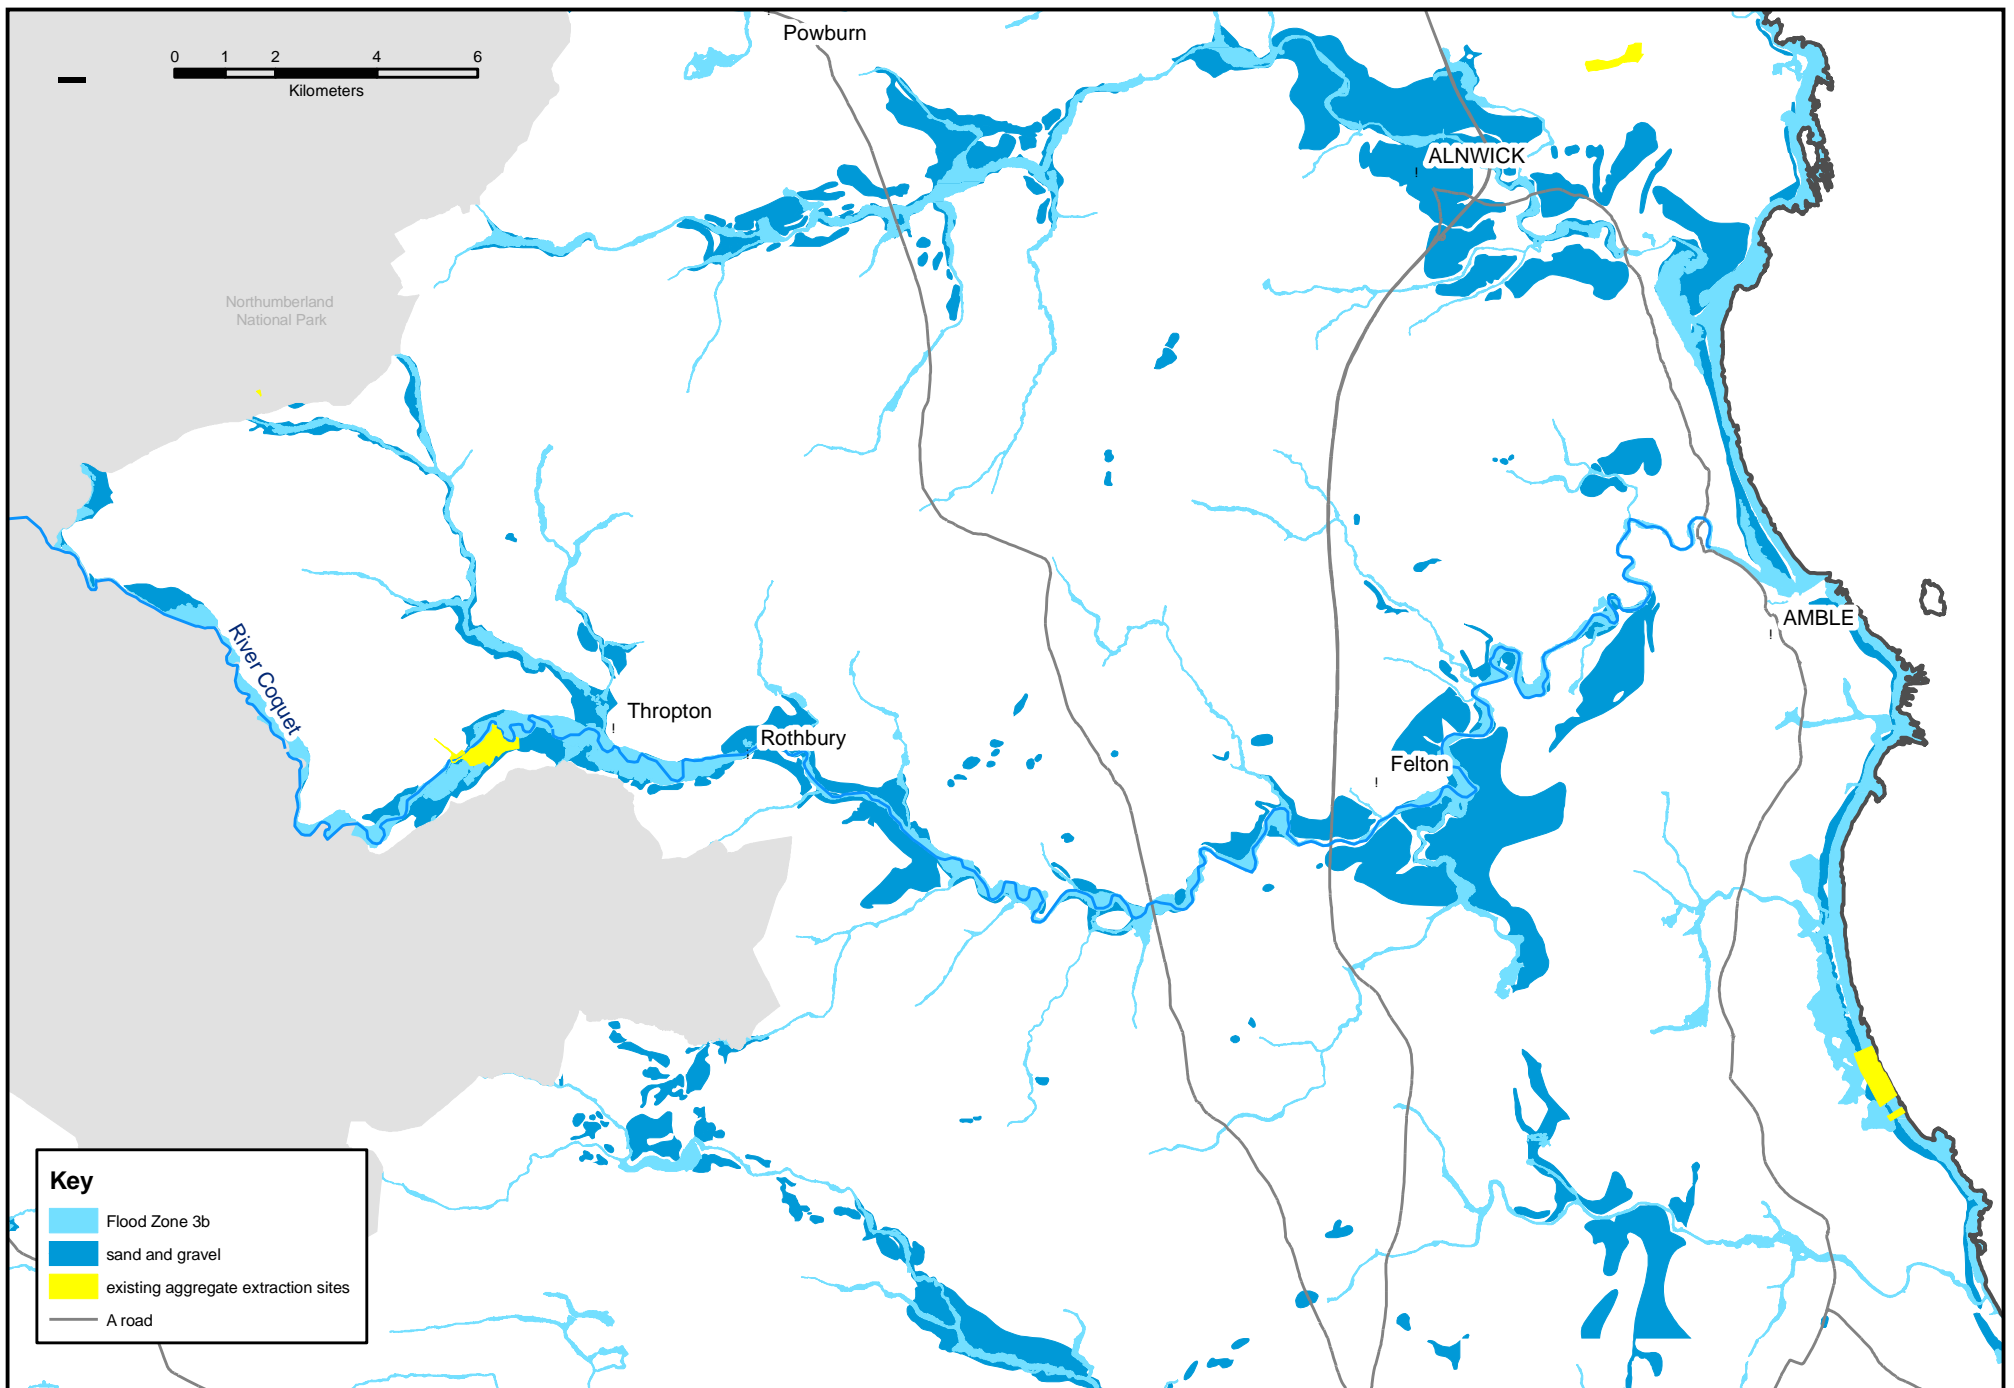 Powburn
0 1 2 4 6
Kilometers
ALNWICK
Northumberland
National Park
River Coquet
AMBLE
Thropton
Rothbury
Felton
Key
Flood Zone 3b
sand and gravel
existing aggregate extraction sites
A road